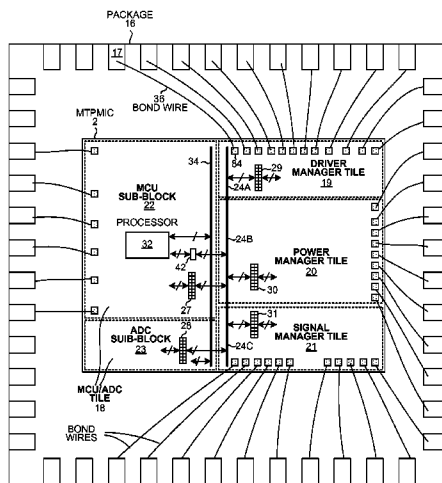 PACKAGE
16
17
36
BOND WIRE
MTPMIC
2
34
54
29
DRIVER
MANAGER TILE
19
24A
MCU
SUB-BLOCK
22
PROCESSOR
32
24B
42
POWER
MANAGER TILE
20
30
27
31
ADC
SUB-BLOCK
23
28
SIGNAL
MANAGER TILE
21
24C
MCU/ADC
TILE
18
BOND
WIRES